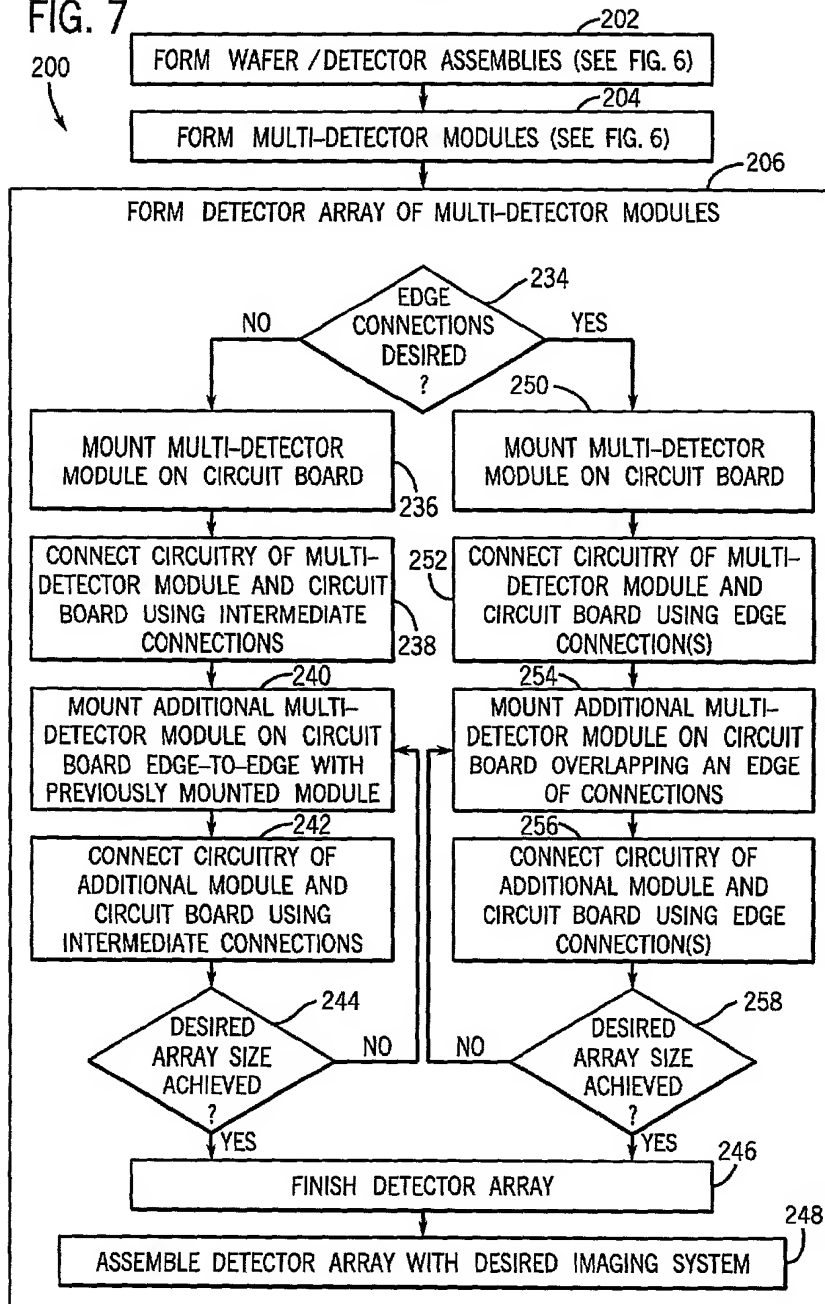 FIG. 7
200
202
FORM WAFER / DETECTOR ASSEMBLIES (SEE FIG. 6)
204
FORM MULTI-DETECTOR MODULES (SEE FIG. 6)
206
FORM DETECTOR ARRAY OF MULTI-DETECTOR MODULES
234
EDGE
CONNECTIONS
DESIRED
?
NO
YES
MOUNT MULTI-DETECTOR
MODULE ON CIRCUIT BOARD
236
250
MOUNT MULTI-DETECTOR
MODULE ON CIRCUIT BOARD
CONNECT CIRCUITRY OF MULTI-
DETECTOR MODULE AND CIRCUIT
BOARD USING INTERMEDIATE
CONNECTIONS
238
252
CONNECT CIRCUITRY OF MULTI-
DETECTOR MODULE AND
CIRCUIT BOARD USING EDGE
CONNECTION(S)
240
MOUNT ADDITIONAL MULTI-
DETECTOR MODULE ON CIRCUIT
BOARD EDGE-TO-EDGE WITH
PREVIOUSLY MOUNTED MODULE
254
MOUNT ADDITIONAL MULTI-
DETECTOR MODULE ON CIRCUIT
BOARD OVERLAPPING AN EDGE
OF CONNECTIONS
242
CONNECT CIRCUITRY OF
ADDITIONAL MODULE AND
CIRCUIT BOARD USING
INTERMEDIATE CONNECTIONS
256
CONNECT CIRCUITRY OF
ADDITIONAL MODULE AND
CIRCUIT BOARD USING EDGE
CONNECTION(S)
244
DESIRED
ARRAY SIZE
ACHIEVED
?
NO
YES
258
DESIRED
ARRAY SIZE
ACHIEVED
?
NO
YES
246
FINISH DETECTOR ARRAY
248
ASSEMBLE DETECTOR ARRAY WITH DESIRED IMAGING SYSTEM